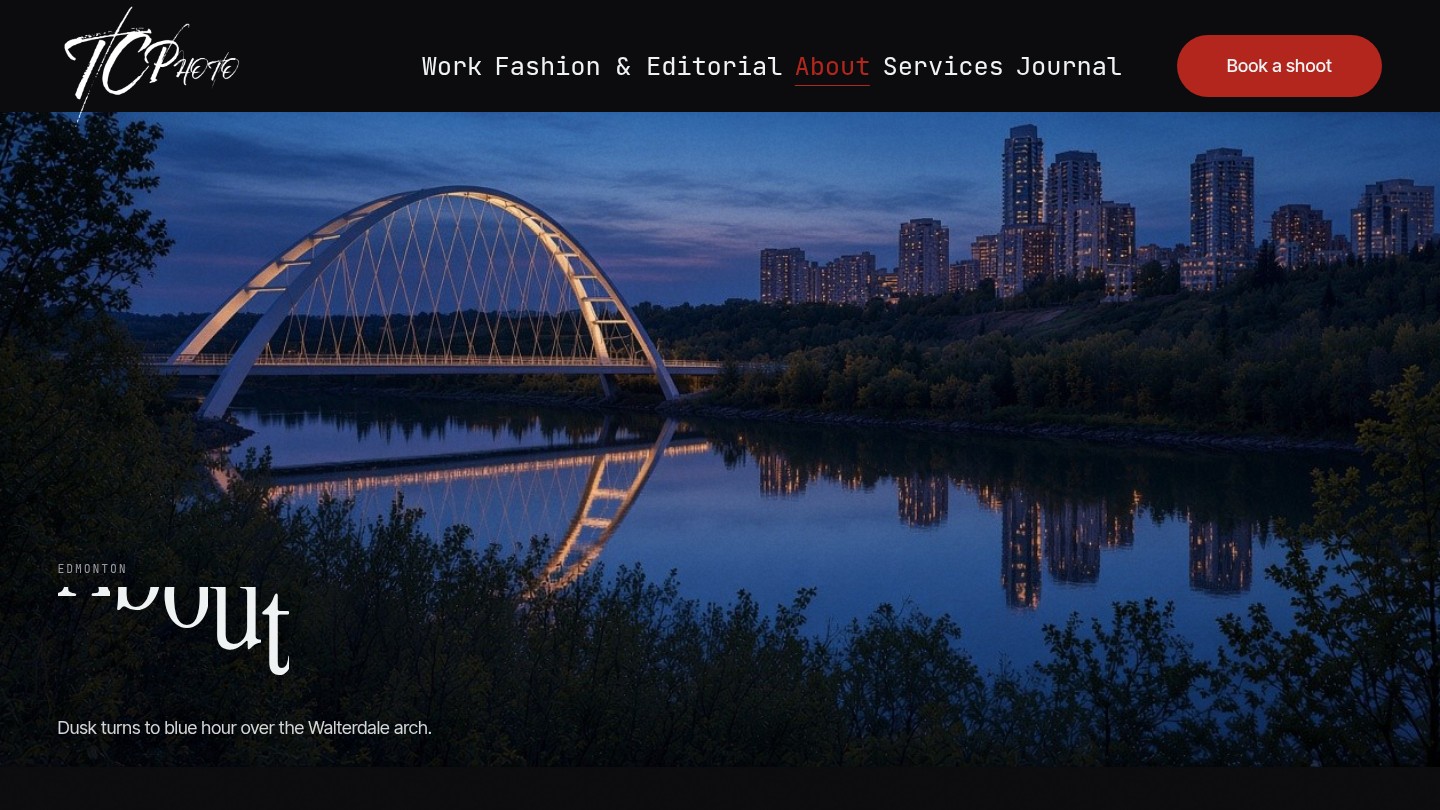 TCPHOTO
Work Fashion & Editorial About Services Journal
Book a shoot
EDMONTON
About
Dusk turns to blue hour over the Walterdale arch.